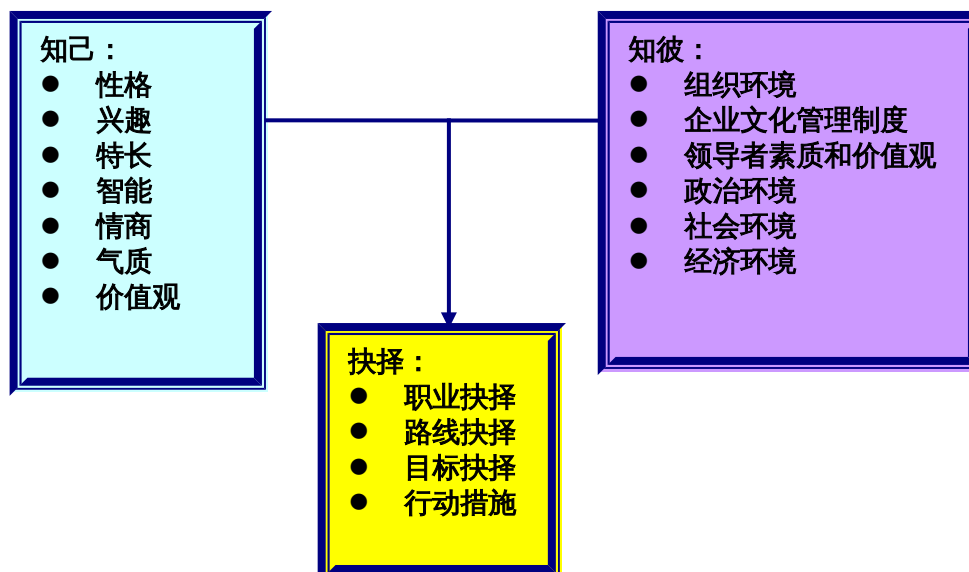 知己：
● 性格
● 兴趣
● 特长
● 智能
● 情商
● 气质
● 价值观
知彼：
● 组织环境
● 企业文化管理制度
● 领导者素质和价值观
● 政治环境
● 社会环境
● 经济环境
抉择：
● 职业抉择
● 路线抉择
● 目标抉择
● 行动措施